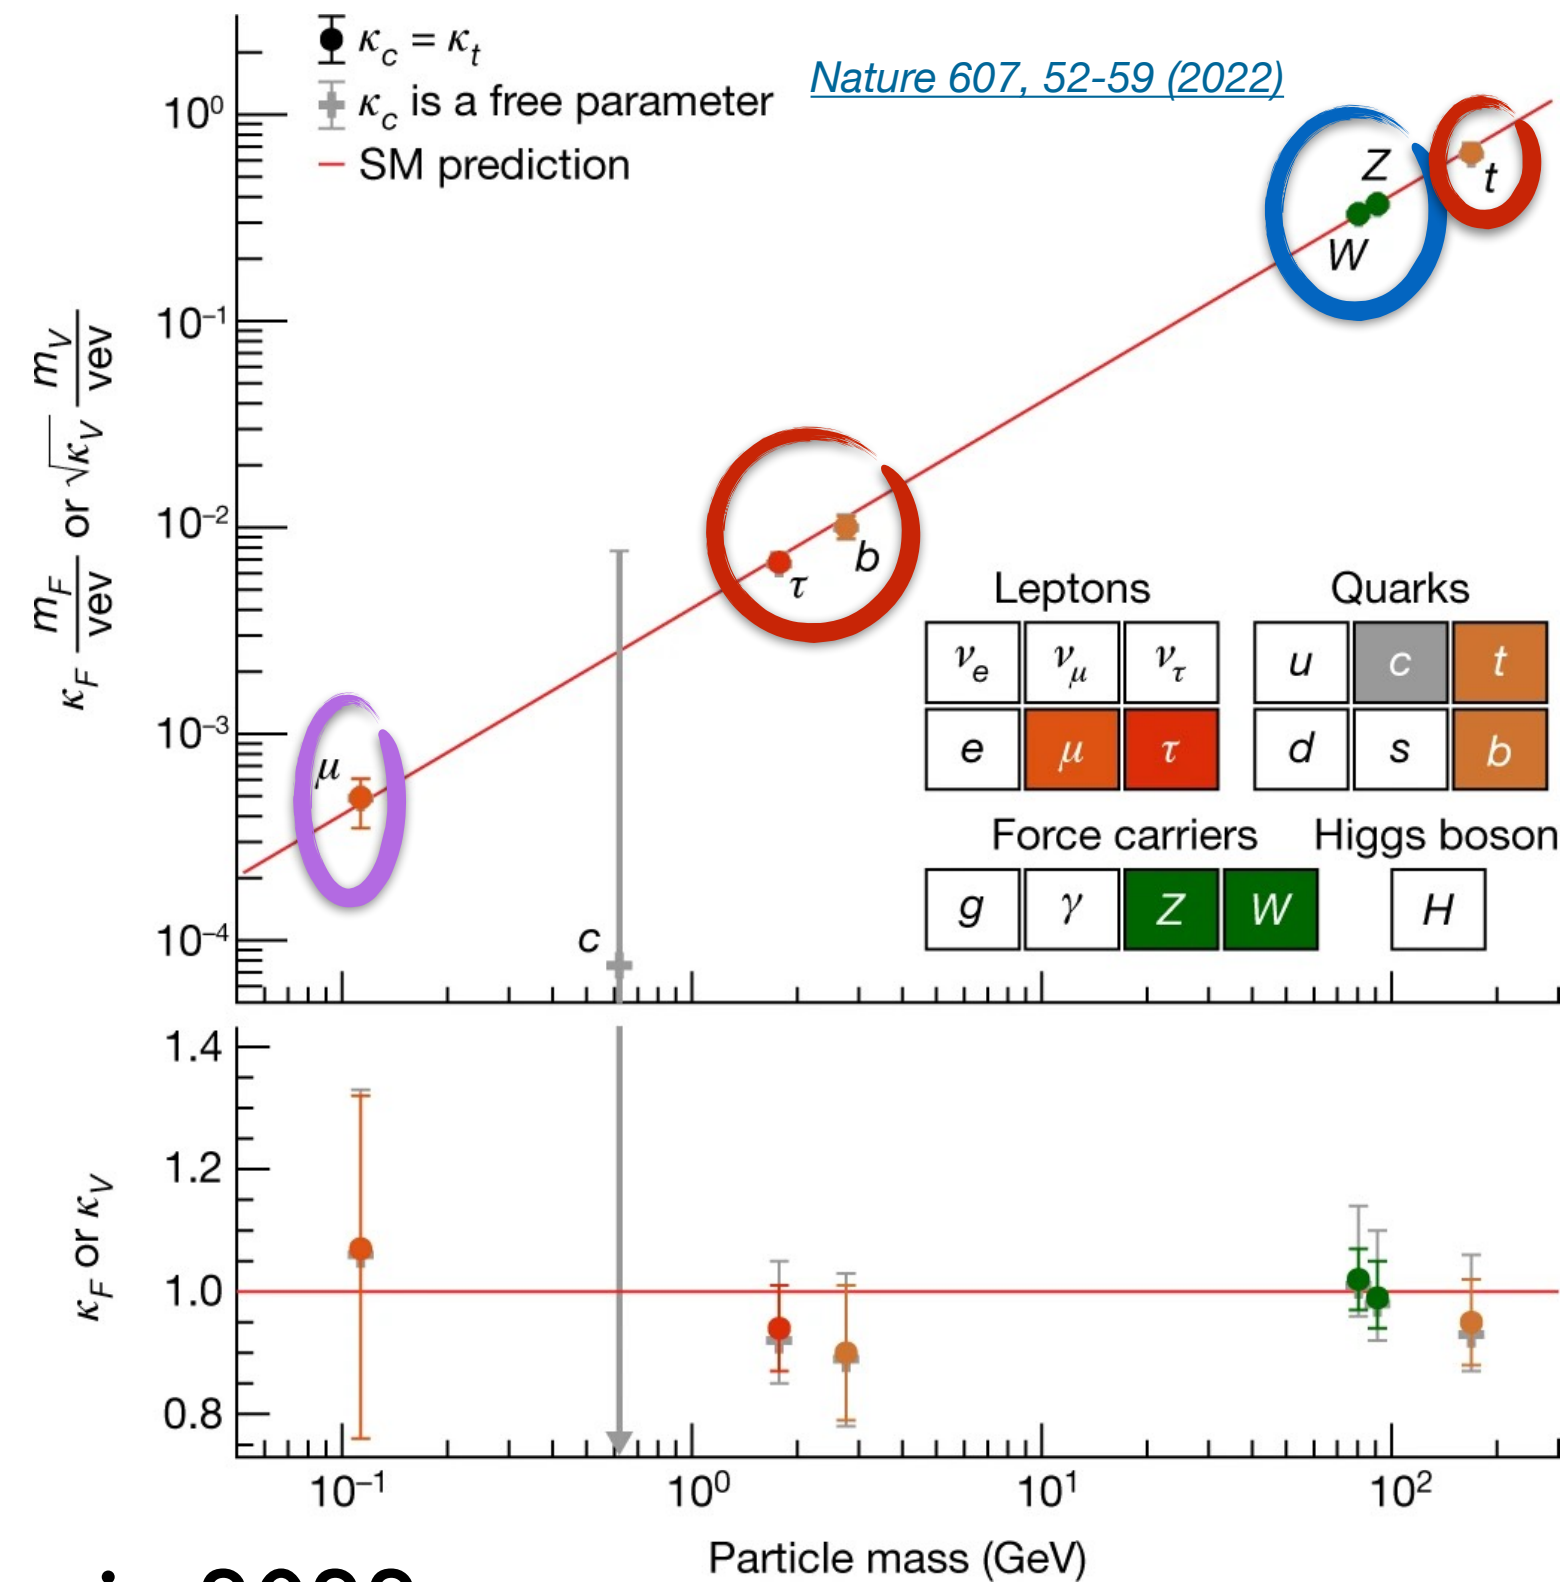 κc = κt
κc is a free parameter
SM prediction
Nature 607, 52-59 (2022)
κF mF/vev or √κV mV/vev
10⁰
10⁻¹
10⁻²
10⁻³
10⁻⁴
Z
t
W
b
τ
μ
c
Leptons Quarks
νe νμ ντ u c t
e μ τ d s b
Force carriers Higgs boson
g γ Z W H
κF or κV
1.4
1.2
1.0
0.8
10⁻¹ 10⁰ 10¹ 10²
Particle mass (GeV)